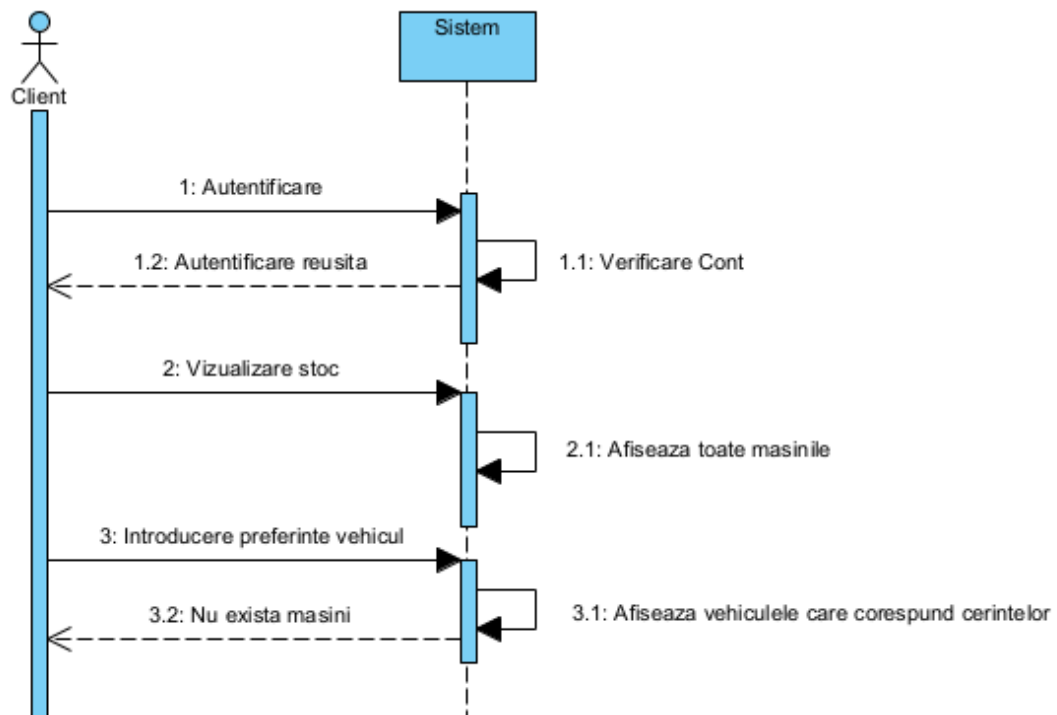 Sistem
Client
1: Autentificare
1.2: Autentificare reusita
1.1: Verificare Cont
2: Vizualizare stoc
2.1: Afiseaza toate masinile
3: Introducere preferinte vehicul
3.2: Nu exista masini
3.1: Afiseaza vehiculele care corespund cerintelor